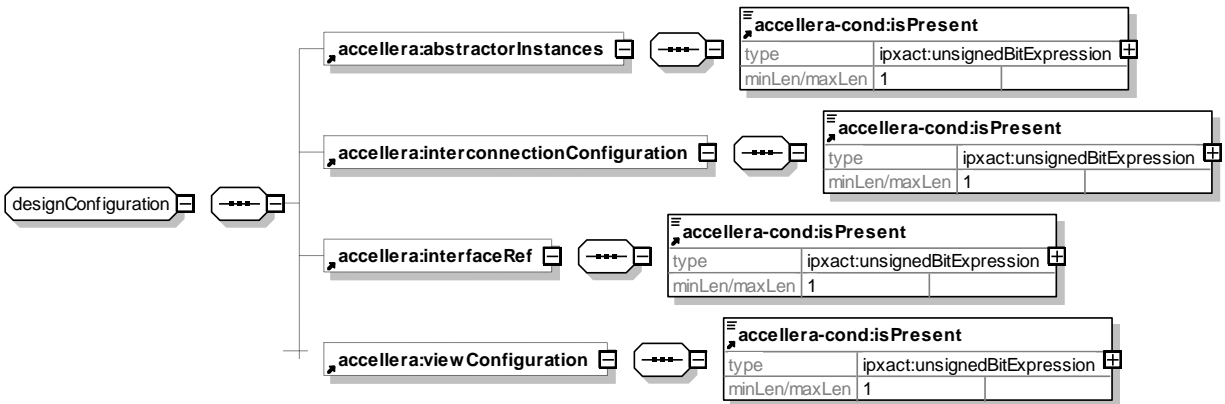 accellera-cond:isPresent
accellera:abstractorInstances
type ipxact:unsignedBitExpression
minLen/maxLen 1
accellera-cond:isPresent
accellera:interconnectionConfiguration
type ipxact:unsignedBitExpression
minLen/maxLen 1
designConfiguration
accellera-cond:isPresent
accellera:interfaceRef
type ipxact:unsignedBitExpression
minLen/maxLen 1
accellera-cond:isPresent
accellera:viewConfiguration
type ipxact:unsignedBitExpression
minLen/maxLen 1